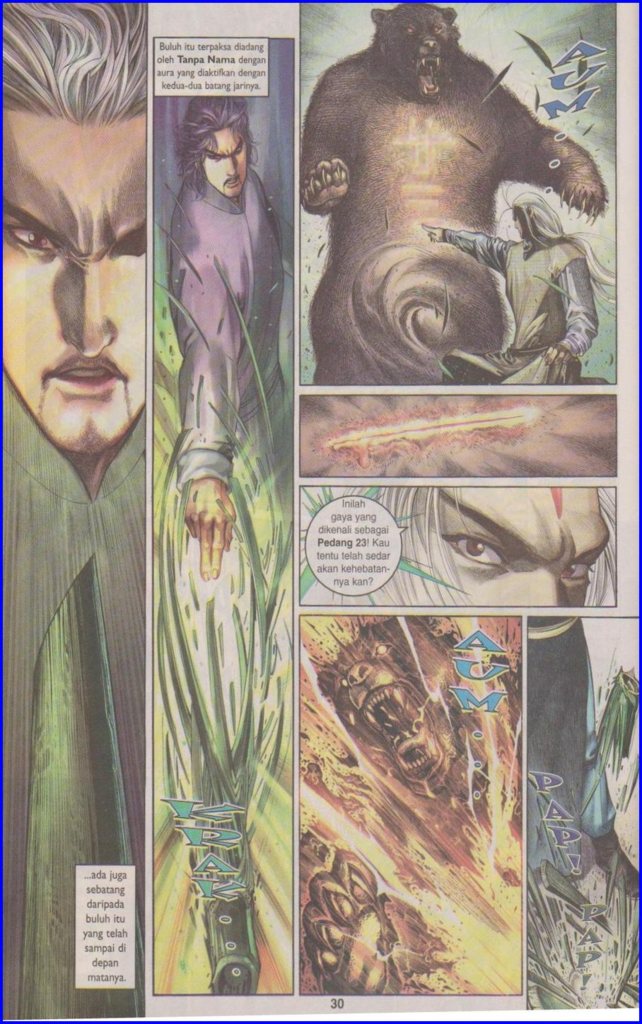 Buluh itu terpaksa diadang
oleh Tanpa Nama dengan
aura yang diaktifkan dengan
kedua-dua batang jarinya.
AUM...
Inilah
gaya yang
dikenali sebagai
Pedang 23! Kau
tentu telah sedar
akan kehebatan-
nya kan?
AUM...
KRAK...
PAP!
PAP!
...ada juga
sebatang
daripada
buluh itu
yang telah
sampai di
depan
matanya.
30